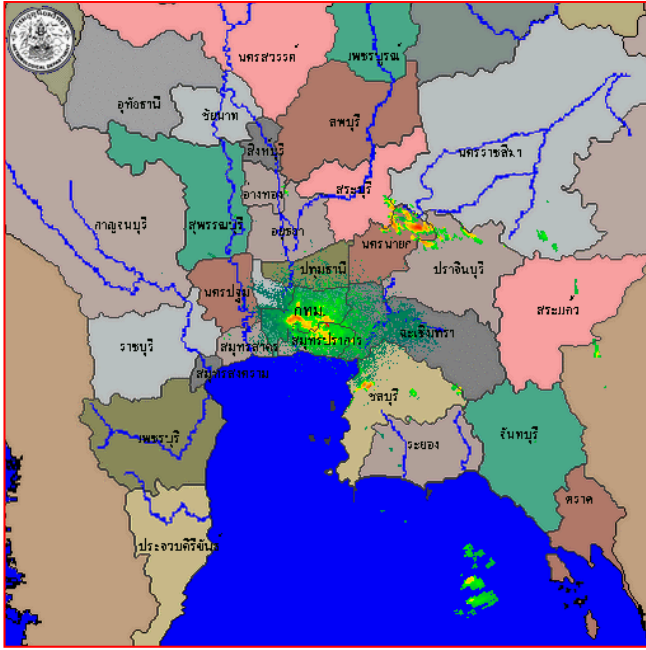 นครสวรรค์
เพชรบูรณ์
อุทัยธานี
ชัยนาท
ลพบุรี
สิงห์บุรี
นครราชสีมา
อ่างทอง
สระบุรี
กาญจนบุรี
สุพรรณบุรี
อยุธยา
นครนายก
ปทุมธานี
ปราจีนบุรี
นครปฐม
กทม.
สระแก้ว
ฉะเชิงเทรา
ราชบุรี
สมุทรสาคร
สมุทรปราการ
สมุทรสงคราม
ชลบุรี
เพชรบุรี
ระยอง
จันทบุรี
ตราด
ประจวบคีรีขันธ